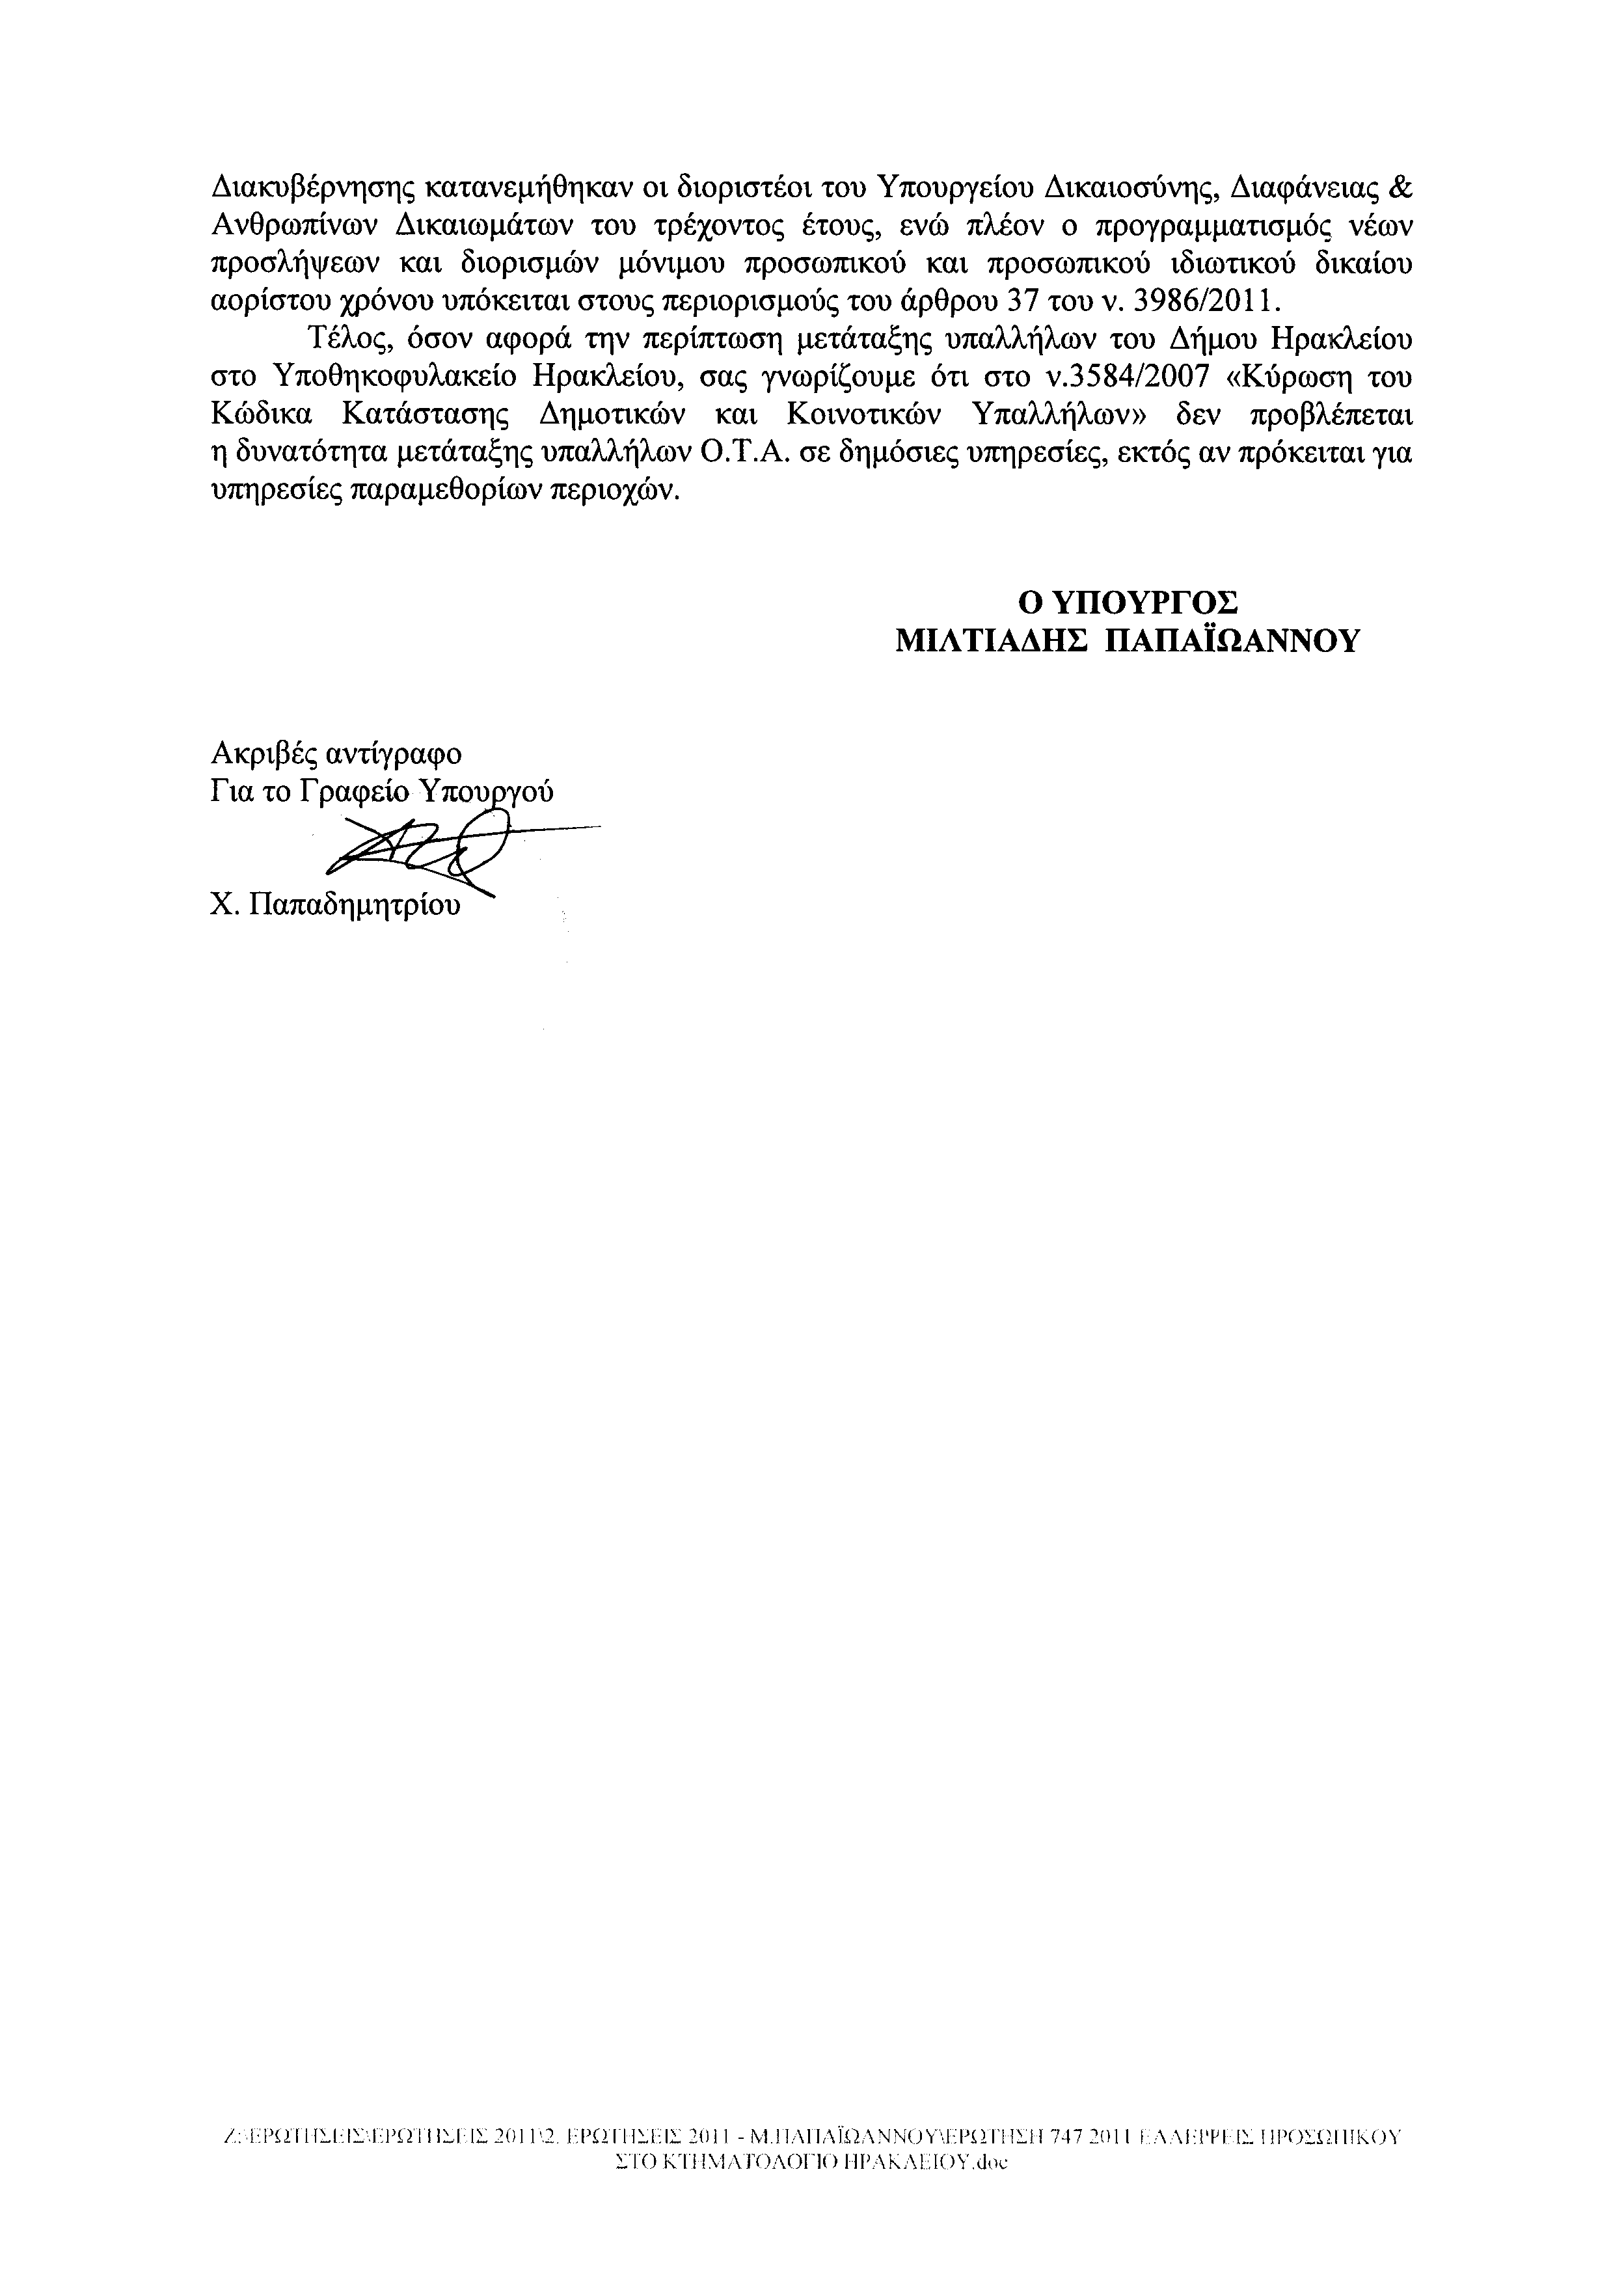 Διακυβέρνησης κατανεμήθηκαν οι διοριστέοι του Υπουργείου Δικαιοσύνης, Διαφάνειας &
Ανθρωπίνων Δικαιωμάτων του τρέχοντος έτους, ενώ πλέον ο προγραμματισμός νέων
προσλήψεων και διορισμών μόνιμου προσωπικού και προσωπικού ιδιωτικού δικαίου
αορίστου χρόνου υπόκειται στους περιορισμούς του άρθρου 37 του ν. 3986/2011.
Τέλος, όσον αφορά την περίπτωση μετάταξης υπαλλήλων του Δήμου Ηρακλείου
στο Υποθηκοφυλακείο Ηρακλείου, σας γνωρίζουμε ότι στο ν.3584/2007 «Κύρωση του
Κώδικα Κατάστασης Δημοτικών και Κοινοτικών Υπαλλήλων» δεν προβλέπεται
η δυνατότητα μετάταξης υπαλλήλων Ο.Τ.Α. σε δημόσιες υπηρεσίες, εκτός αν πρόκειται για
υπηρεσίες παραμεθορίων περιοχών.
Ο ΥΠΟΥΡΓΟΣ
ΜΙΛΤΙΑΔΗΣ ΠΑΠΑΪΩΑΝΝΟΥ
Ακριβές αντίγραφο
Για το Γραφείο Υπουργού
Χ. Παπαδημητρίου
Ζ:\ΕΡΩΤΗΣΕΙΣ\ΕΡΩΤΗΣΕΙΣ 2011\2. ΕΡΩΤΗΣΕΙΣ 2011 - Μ.ΠΑΠΑΪΩΑΝΝΟΥ\ΕΡΩΤΗΣΗ 747 2011 ΕΛΛΕΙΨΕΙΣ ΠΡΟΣΩΠΙΚΟΥ
ΣΤΟ ΚΤΗΜΑΤΟΛΟΓΙΟ ΗΡΑΚΛΕΙΟΥ.doc